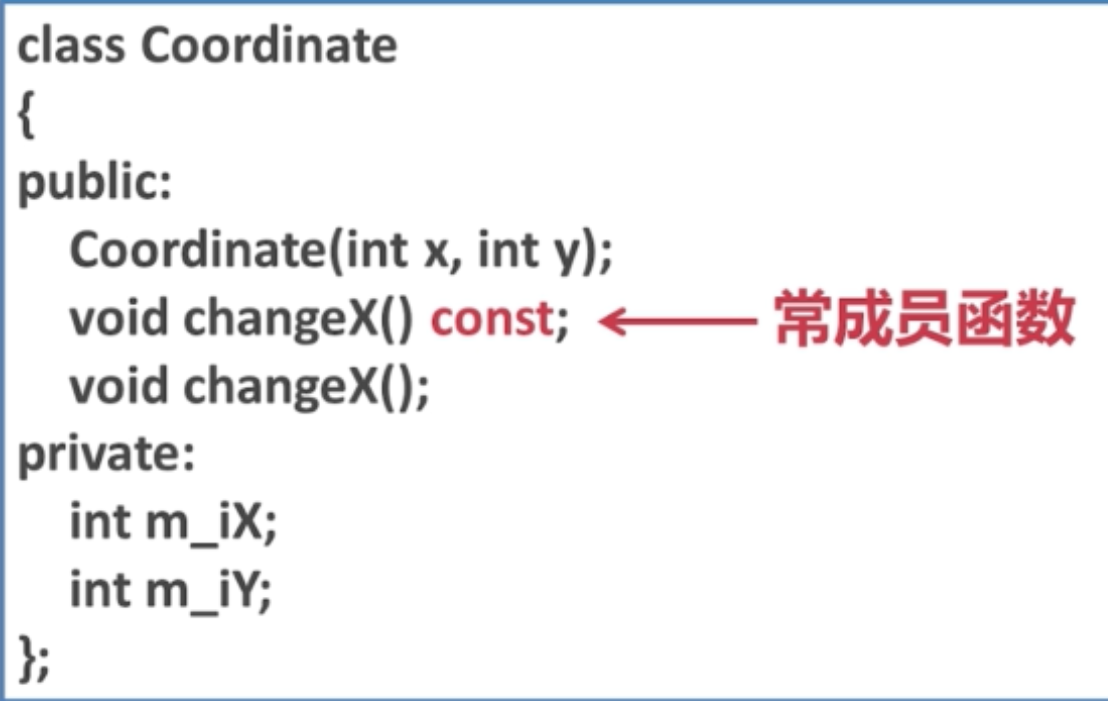 class Coordinate
{
public:
Coordinate(int x, int y);
void changeX() const; 常成员函数
void changeX();
private:
int m_iX;
int m_iY;
};